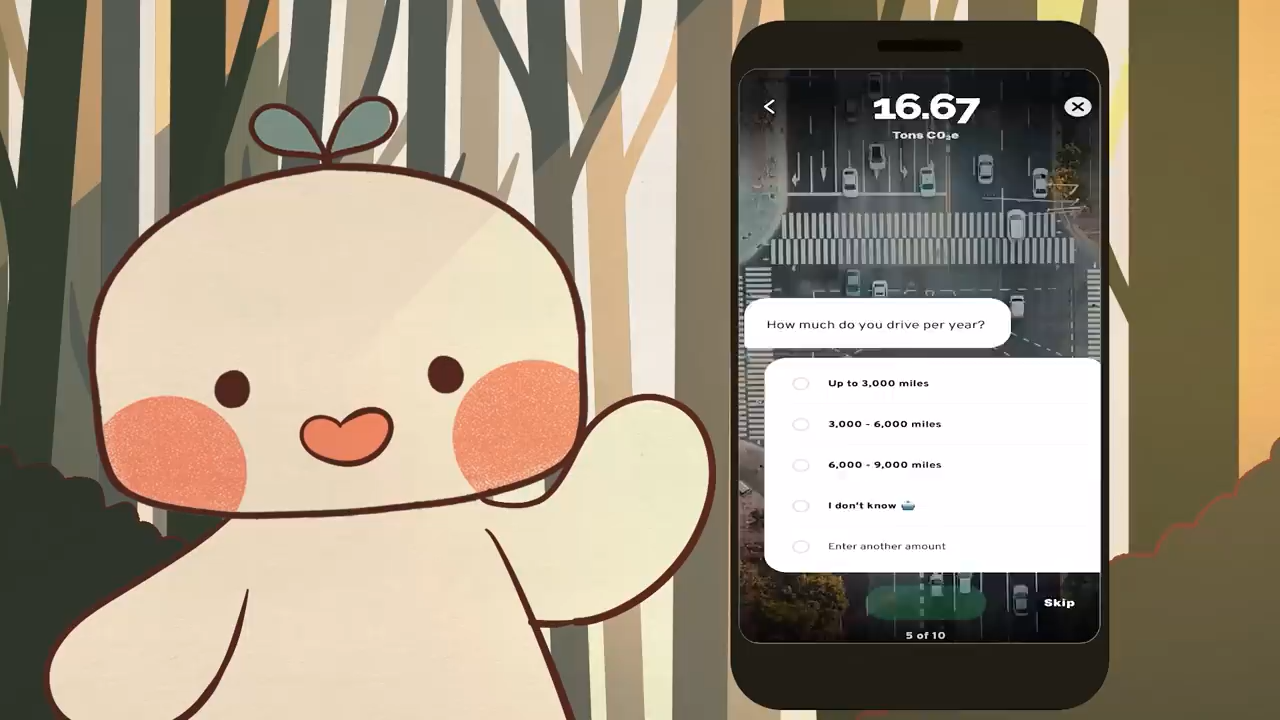 16.67
Tons CO₂e
How much do you drive per year?
Up to 3,000 miles
3,000 - 6,000 miles
6,000 - 9,000 miles
I don't know
Enter another amount
Skip
5 of 10